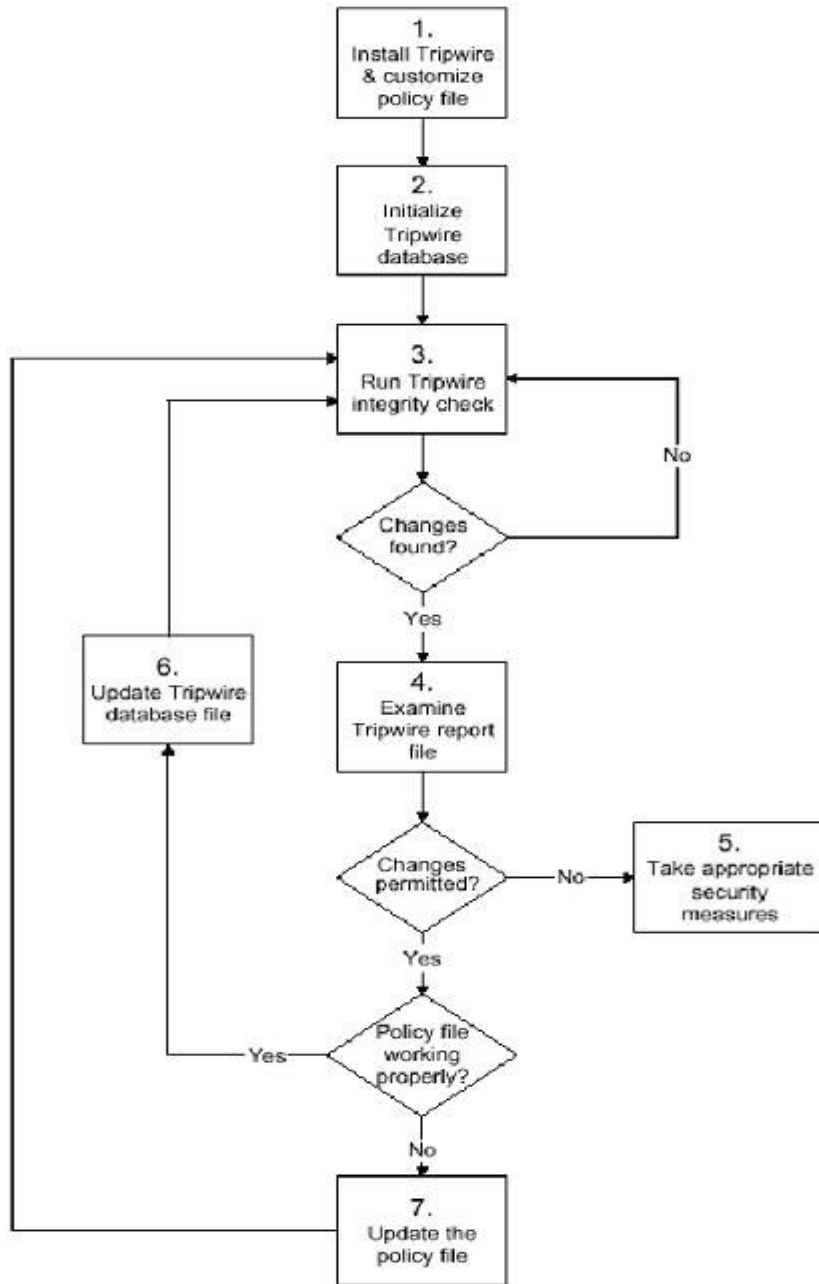 1.
Install Tripwire
& customize
policy file
2.
Initialize
Tripwire
database
3.
Run Tripwire
integrity check
No
Changes
found?
Yes
6.
Update Tripwire
database file
4.
Examine
Tripwire report
file
Changes
permitted?
No
5.
Take appropriate
security
measures
Yes
Policy file
working
properly?
Yes
No
7.
Update the
policy file